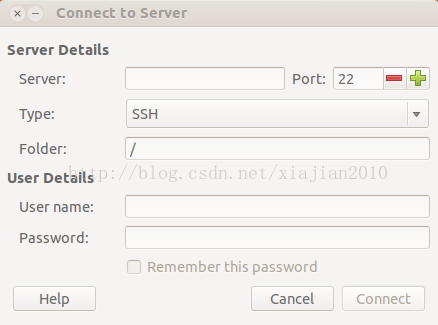 Connect to Server
Server Details
Server: Port: 22
Type: SSH
Folder: /
http://blog.csdn.net/xiajian2010
User Details
User name:
Password:
Remember this password
Help Cancel Connect